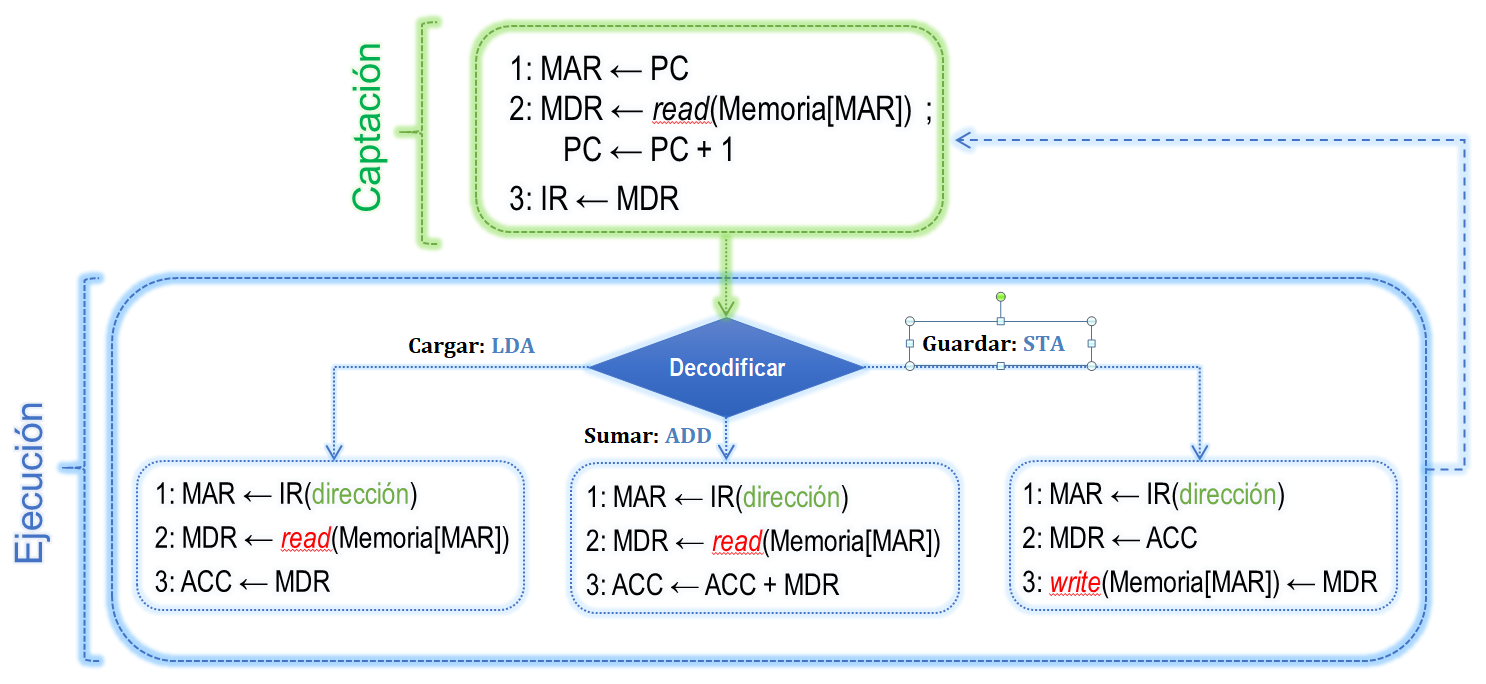 Captación
1: MAR ← PC
2: MDR ← read(Memoria[MAR]) ;
PC ← PC + 1
3: IR ← MDR
Ejecución
Decodificar
Cargar: LDA
1: MAR ← IR(dirección)
2: MDR ← read(Memoria[MAR])
3: ACC ← MDR
Sumar: ADD
1: MAR ← IR(dirección)
2: MDR ← read(Memoria[MAR])
3: ACC ← ACC + MDR
Guardar: STA
1: MAR ← IR(dirección)
2: MDR ← ACC
3: write(Memoria[MAR]) ← MDR